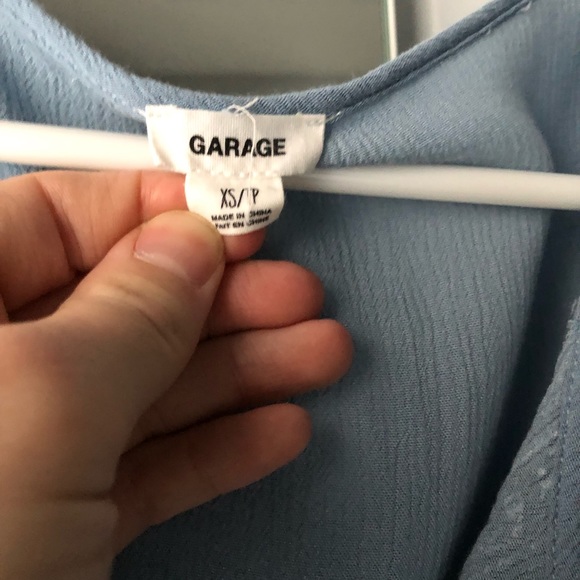 GARAGE
XS/TP
MADE IN CHINA
FAIT EN CHINE